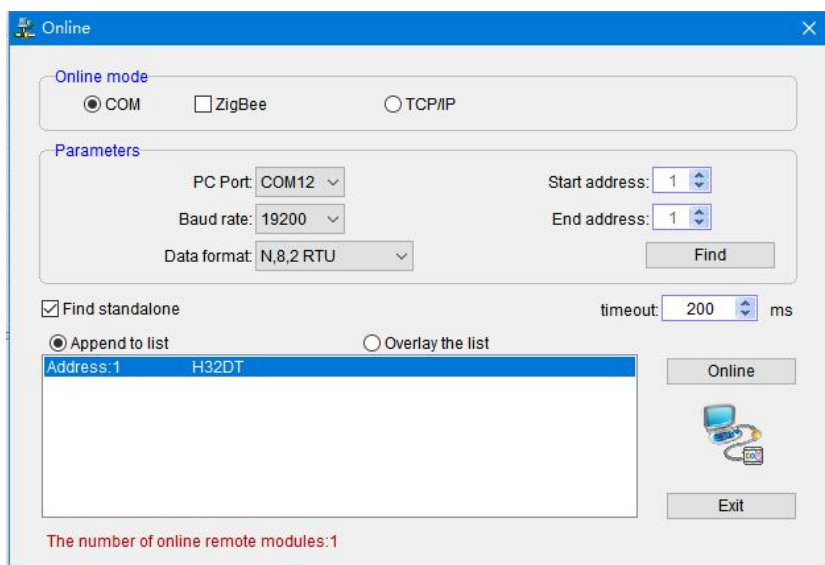 Online
Online mode
COM ZigBee TCP/IP
Parameters
PC Port: COM12 Start address: 1
Baud rate: 19200 End address: 1
Data format: N,8,2 RTU Find
Find standalone timeout: 200 ms
Append to list Overlay the list
Address:1 H32DT
Online
Exit
The number of online remote modules:1